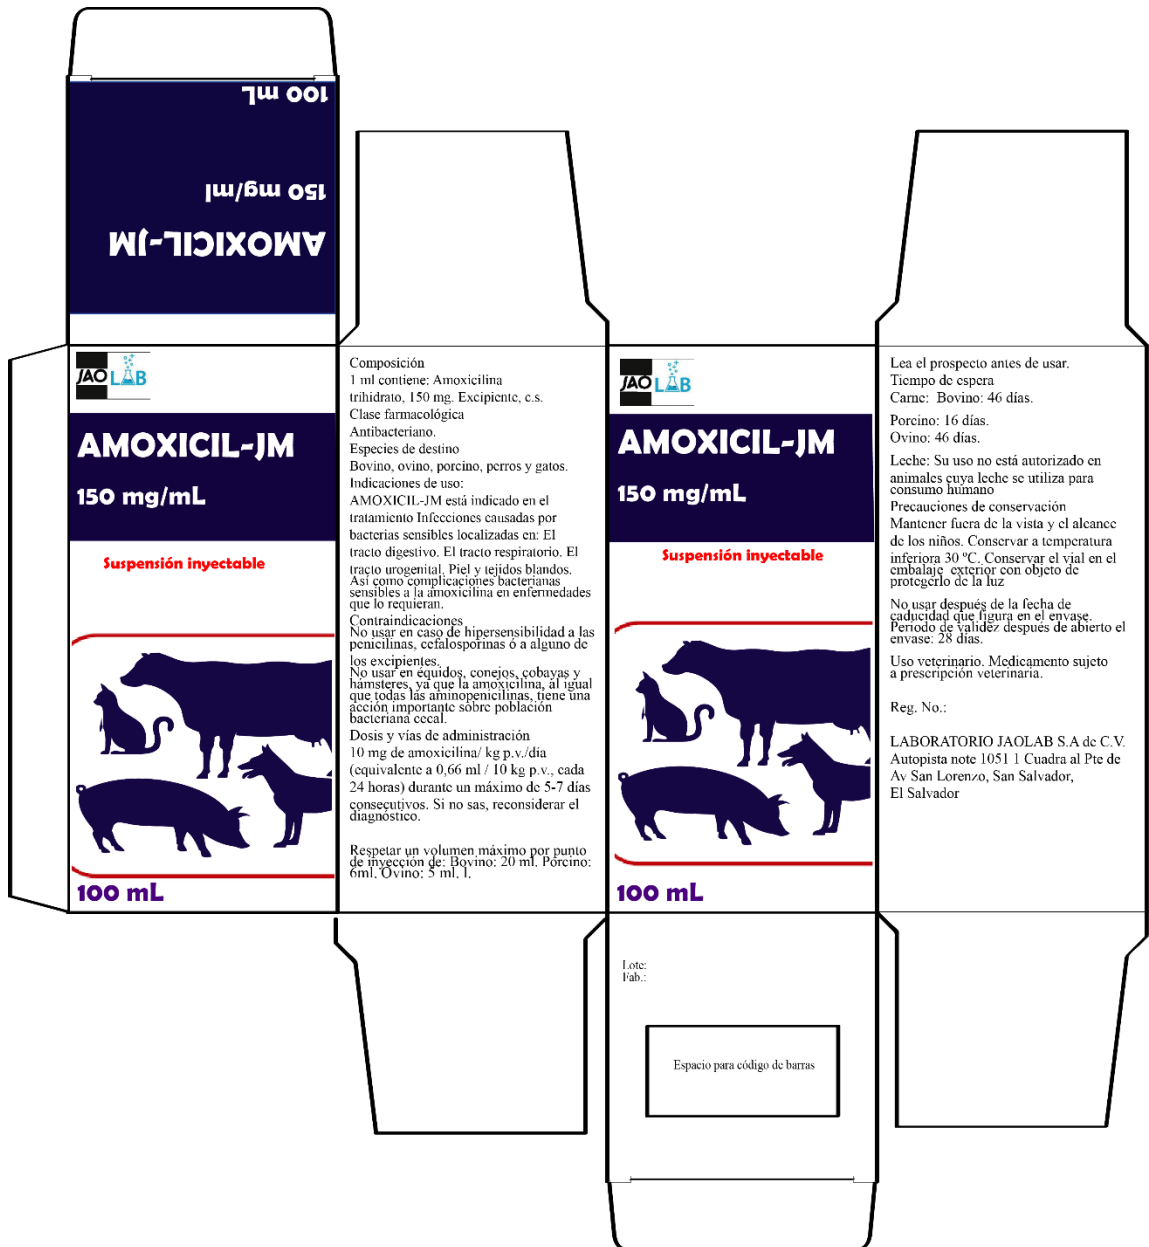 100 mL
150 mg/ml
AMOXICIL-JM
JAO LAB
AMOXICIL-JM
150 mg/mL
Suspensión inyectable
100 mL
Composición
1 ml contiene: Amoxicilina
trihidrato, 150 mg. Excipiente, c.s.
Clase farmacológica
Antibacteriano.
Especies de destino
Bovino, ovino, porcino, perros y gatos.
Indicaciones de uso:
AMOXICIL-JM está indicado en el
tratamiento Infecciones causadas por
bacterias sensibles localizadas en: El
tracto digestivo. El tracto respiratorio. El
tracto urogenital. Piel y tejidos blandos.
Así como complicaciones bacterianas
sensibles a la amoxicilina en enfermedades
que lo requieran.
Contraindicaciones
No usar en caso de hipersensibilidad a las
penicilinas, cefalosporinas ó a alguno de
los excipientes.
No usar en équidos, conejos, cobayas y
hámsteres, ya que la amoxicilina, al igual
que todas las aminopenicilinas, tiene una
acción importante sobre población
bacteriana cecal.
Dosis y vías de administración
10 mg de amoxicilina/ kg p.v./día
(equivalente a 0,66 ml / 10 kg p.v., cada
24 horas) durante un máximo de 5-7 días
consecutivos. Si no sas, reconsiderar el
diagnóstico.
Respetar un volumen máximo por punto
de inyección de: Bovino: 20 ml. Porcino:
6ml. Ovino: 5 ml. l.
JAO LAB
AMOXICIL-JM
150 mg/mL
Suspensión inyectable
100 mL
Lea el prospecto antes de usar.
Tiempo de espera
Carne: Bovino: 46 días.
Porcino: 16 días.
Ovino: 46 días.
Leche: Su uso no está autorizado en
animales cuya leche se utiliza para
consumo humano
Precauciones de conservación
Mantener fuera de la vista y el alcance
de los niños. Conservar a temperatura
inferiora 30 ºC. Conservar el vial en el
embalaje exterior con objeto de
protegerlo de la luz
No usar después de la fecha de
caducidad que figura en el envase.
Periodo de validez después de abierto el
envase: 28 días.
Uso veterinario. Medicamento sujeto
a prescripción veterinaria.
Reg. No.:
LABORATORIO JAOLAB S.A de C.V.
Autopista note 1051 1 Cuadra al Pte de
Av San Lorenzo, San Salvador,
El Salvador
Lote:
Fab.:
Espacio para código de barras